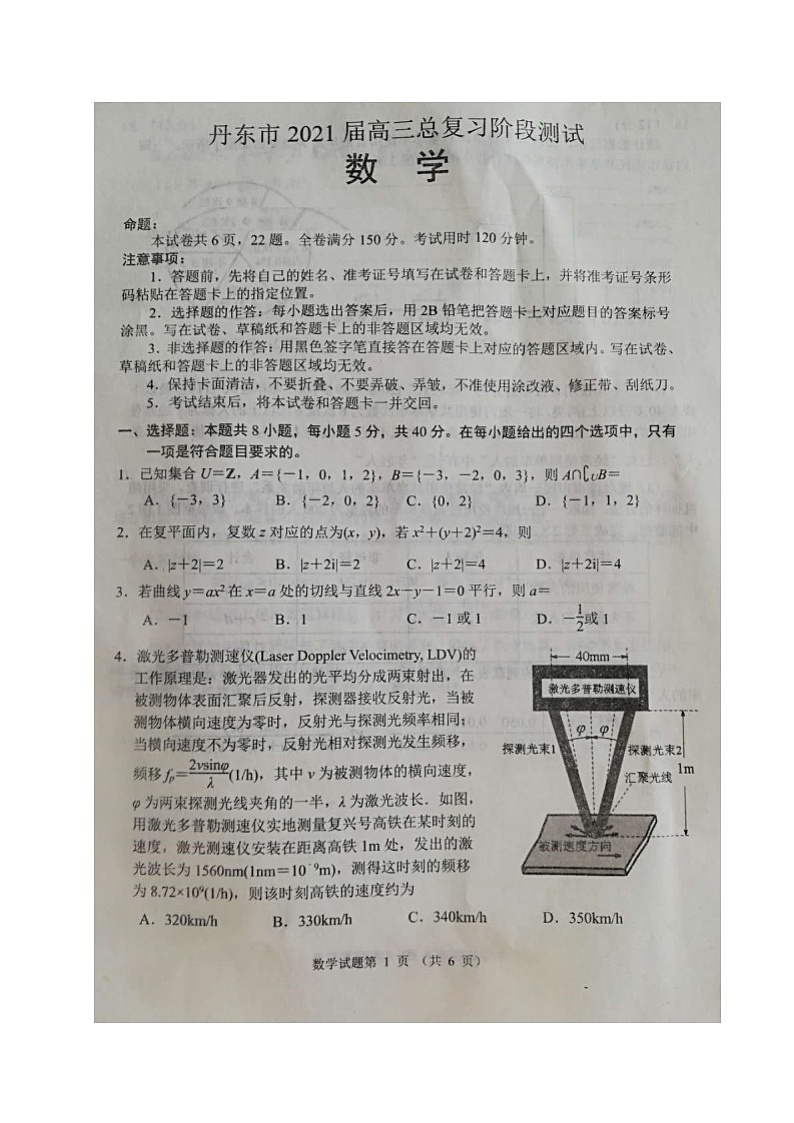 丹东市 2021 届高三总复习阶段测试
数 学
命题:
本试卷共 6 页，22 题。全卷满分 150 分。考试用时 120 分钟。
注意事项:
1．答题前，先将自己的姓名、准考证号填写在试卷和答题卡上，并将准考证号条形
码粘贴在答题卡上的指定位置。
2．选择题的作答：每小题选出答案后，用 2B 铅笔把答题卡上对应题目的答案标号
涂黑。写在试卷、草稿纸和答题卡上的非答题区域均无效。
3．非选择题的作答：用黑色签字笔直接答在答题卡上对应的答题区域内。写在试卷、
草稿纸和答题卡上的非答题区域均无效。
4．保持卡面清洁，不要折叠、不要弄破、弄皱，不准使用涂改液、修正带、刮纸刀。
5．考试结束后，将本试卷和答题卡一并交回。
一、选择题：本题共 8 小题，每小题 5 分，共 40 分。在每小题给出的四个选项中，只有
一项是符合题目要求的。
1．已知集合 U=Z，A={-1，0，1，2}，B={-3，-2，0，3}，则 A∩∁UB=
A．{-3，3} B．{-2，0，2} C．{0，2} D．{-1，1，2}
2．在复平面内，复数 z 对应的点为(x，y)，若 x²+(y+2)²=4，则
A．|z+2|=2 B．|z+2i|=2 C．|z+2|=4 D．|z+2i|=4
3．若曲线 y=ax² 在 x=a 处的切线与直线 2x-y-1=0 平行，则 a=
A．-1 B．1 C．-1 或 1 D．-1/2或 1
4．激光多普勒测速仪(Laser Doppler Velocimetry, LDV)的
工作原理是：激光器发出的光平均分成两束射出，在
被测物体表面汇聚后反射，探测器接收反射光，当被
测物体横向速度为零时，反射光与探测光频率相同；
当横向速度不为零时，反射光相对探测光发生频移，
频移 fp=2vsinφ/λ(1/h)，其中 v 为被测物体的横向速度，
φ 为两束探测光线夹角的一半，λ 为激光波长．如图，
用激光多普勒测速仪实地测量复兴号高铁在某时刻的
速度，激光测速仪安装在距离高铁 1m 处，发出的激
光波长为 1560nm(1nm=10⁻⁹m)，测得这时刻的频移
为 8.72×10⁹(1/h)，则该时刻高铁的速度约为
A．320km/h B．330km/h C．340km/h D．350km/h
40mm
激光多普勒测速仪
φ φ
探测光束1 探测光束2
1m
汇聚光线
被测速度方向
数学试题第 1 页 （共 6 页）